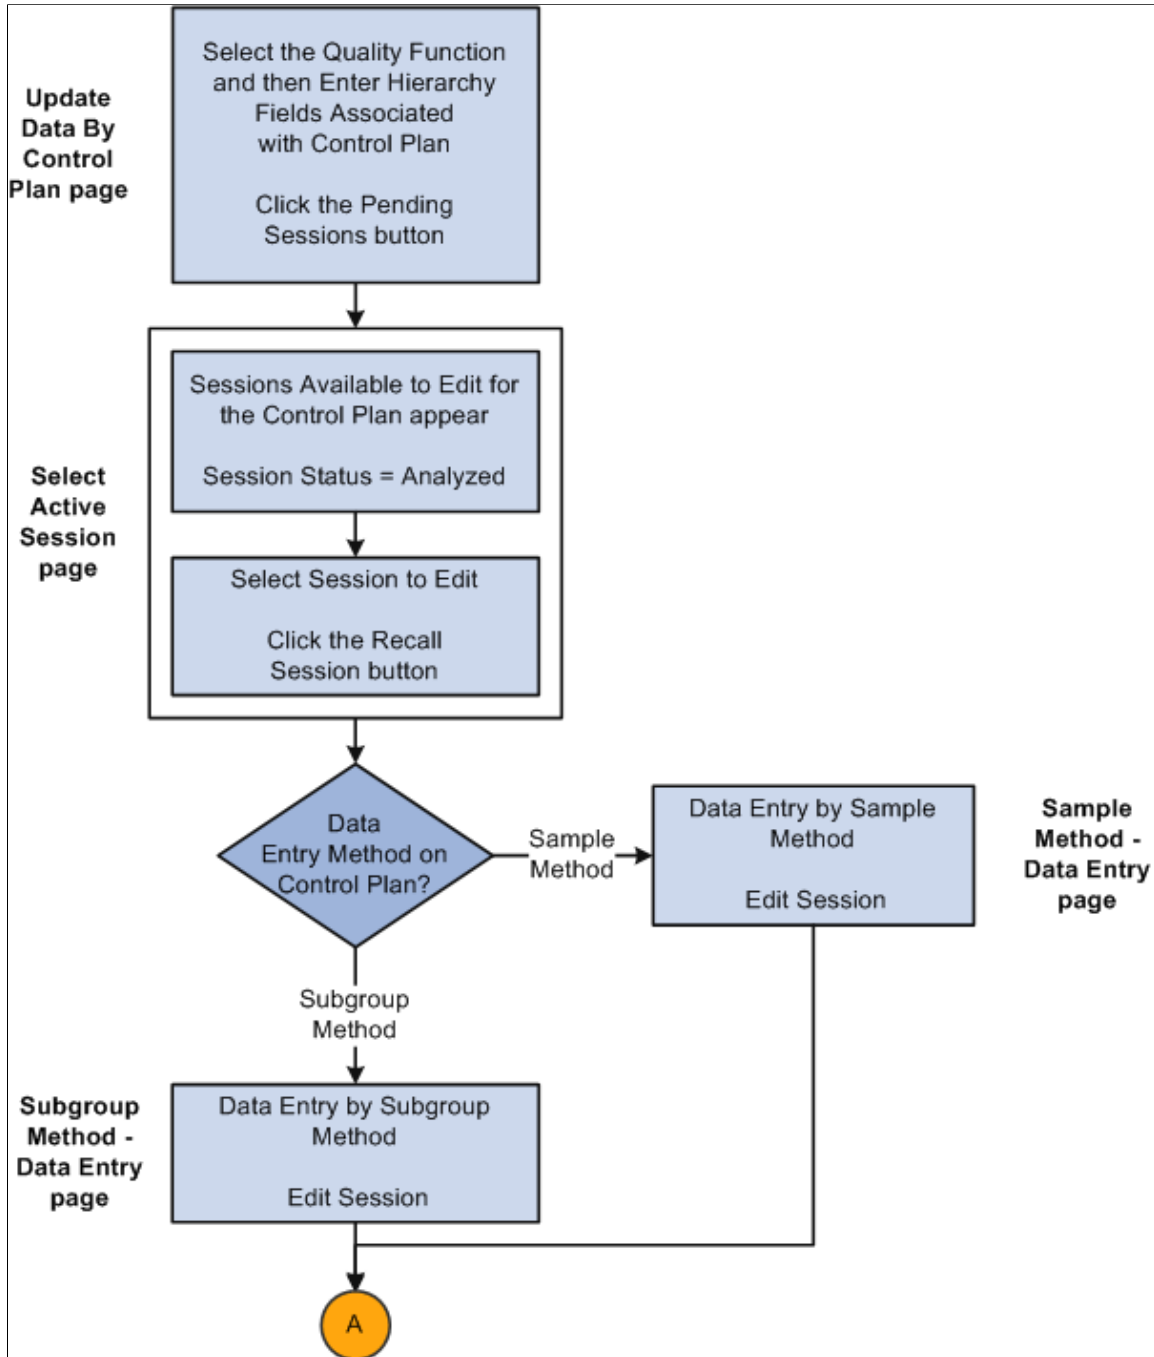 Update
Data By
Control
Plan page
Select the Quality Function
and then Enter Hierarchy
Fields Associated
with Control Plan
Click the Pending
Sessions button
Select
Active
Session
page
Sessions Available to Edit for
the Control Plan appear
Session Status = Analyzed
Select Session to Edit
Click the Recall
Session button
Data
Entry Method on
Control Plan?
Sample
Method
Data Entry by Sample
Method
Edit Session
Sample
Method -
Data Entry
page
Subgroup
Method
Subgroup
Method -
Data Entry
page
Data Entry by Subgroup
Method
Edit Session
A